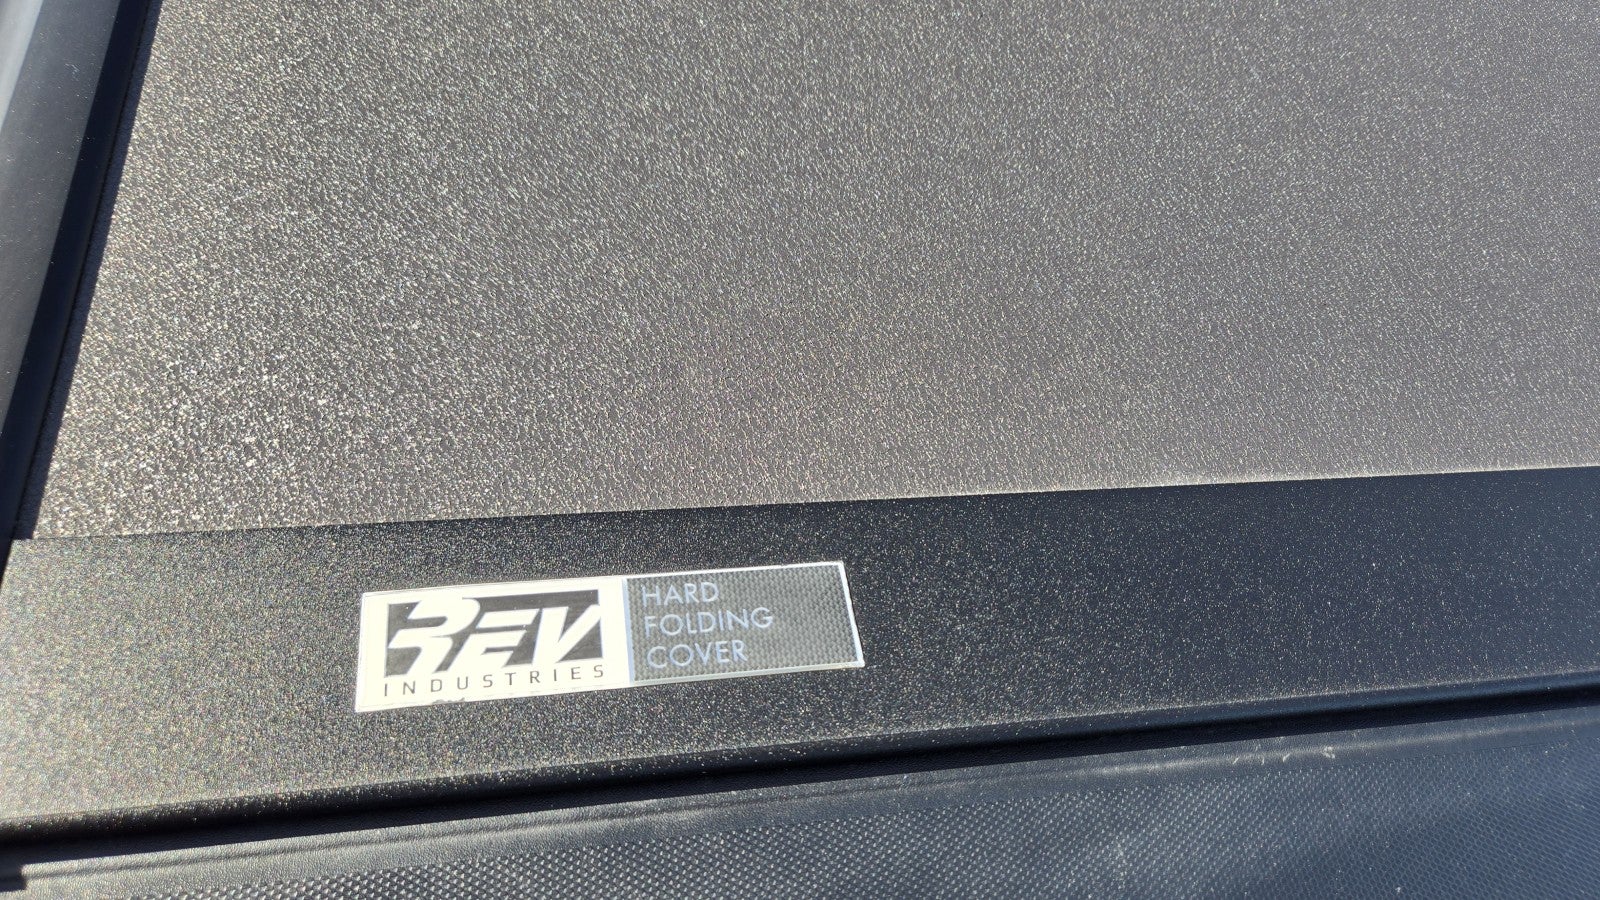 REV
INDUSTRIES
HARD
FOLDING
COVER